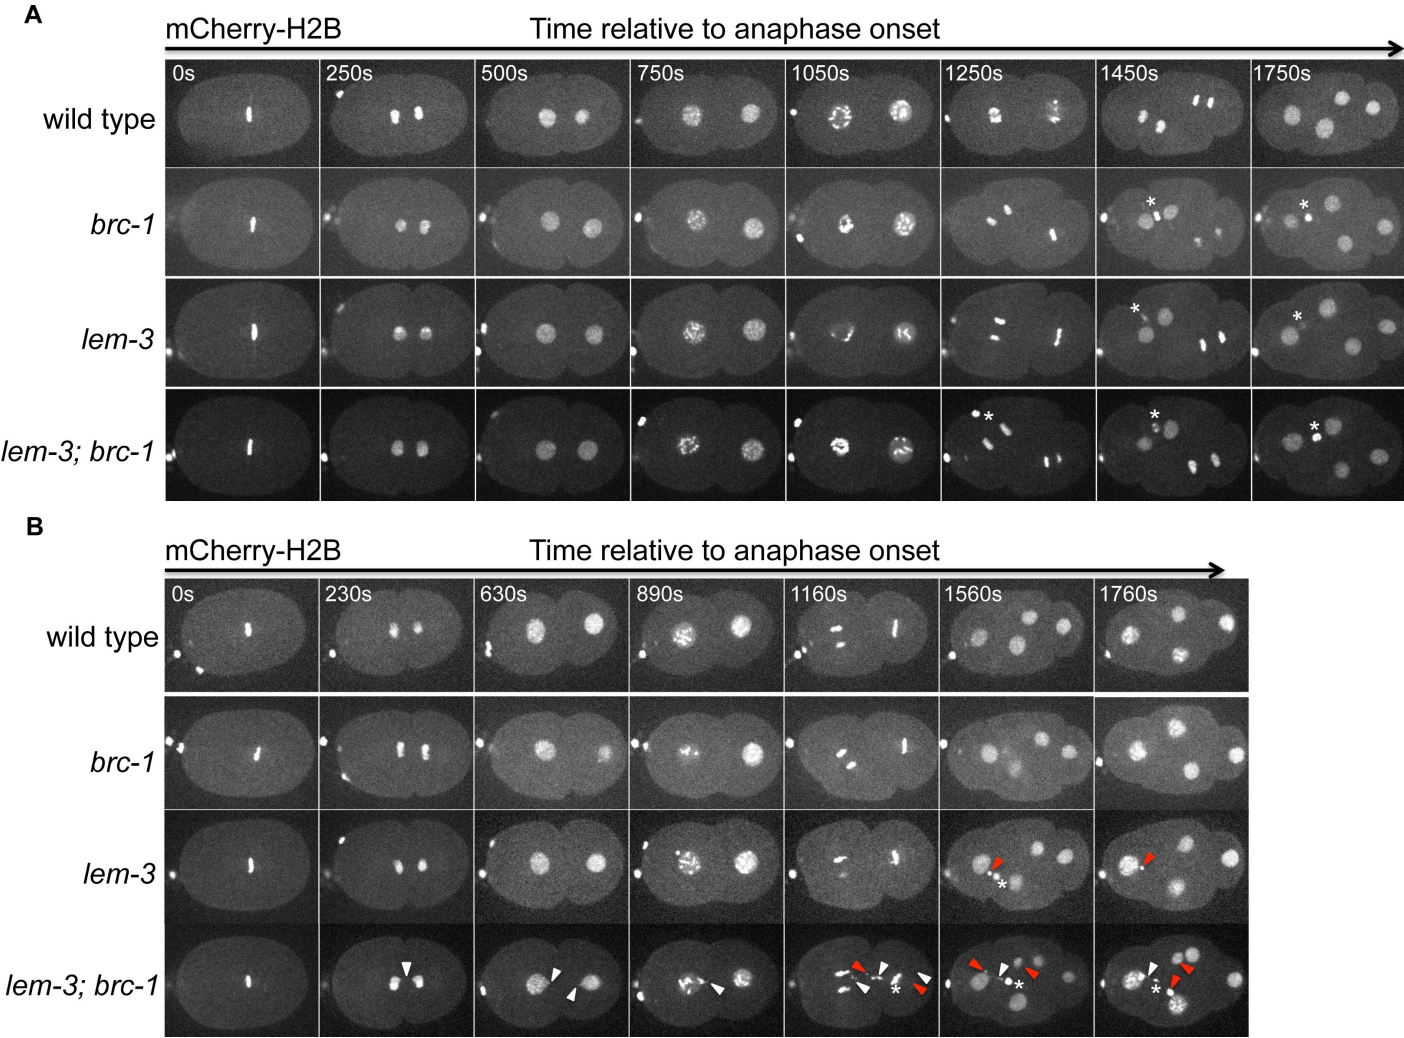 A
mCherry-H2B Time relative to anaphase onset
0s 250s 500s 750s 1050s 1250s 1450s 1750s
wild type
brc-1
* *
lem-3
* *
lem-3; brc-1
* * *
B
mCherry-H2B Time relative to anaphase onset
0s 230s 630s 890s 1160s 1560s 1760s
wild type
brc-1
lem-3
*
lem-3; brc-1
* * *